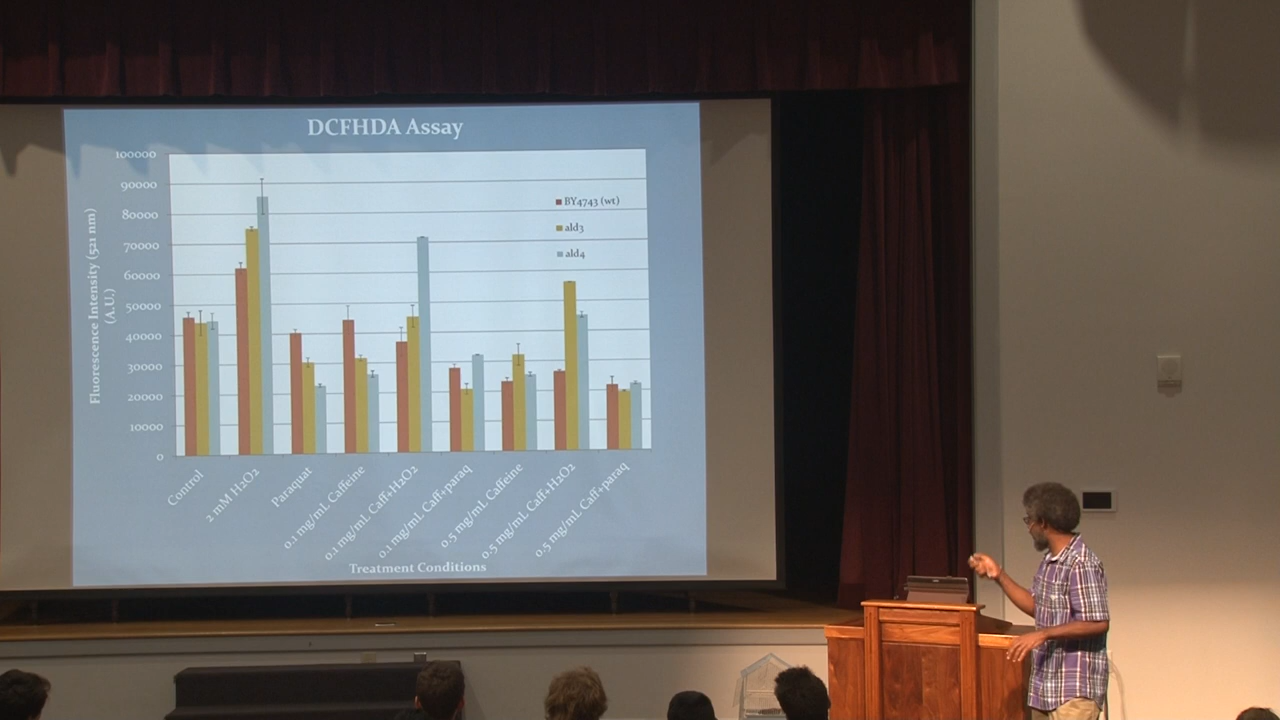 DCFHDA Assay
100000
90000
80000
70000
60000
50000
40000
30000
20000
10000
0
Fluorescence Intensity (521 nm)
(A.U.)
BY4743 (wt)
ald3
ald4
Control
2 mM H2O2
Paraquat
0.1 mg/mL Caffeine
0.1 mg/mL Caff+H2O2
0.1 mg/mL Caff+paraq
0.5 mg/mL Caffeine
0.5 mg/mL Caff+H2O2
0.5 mg/mL Caff+paraq
Treatment Conditions